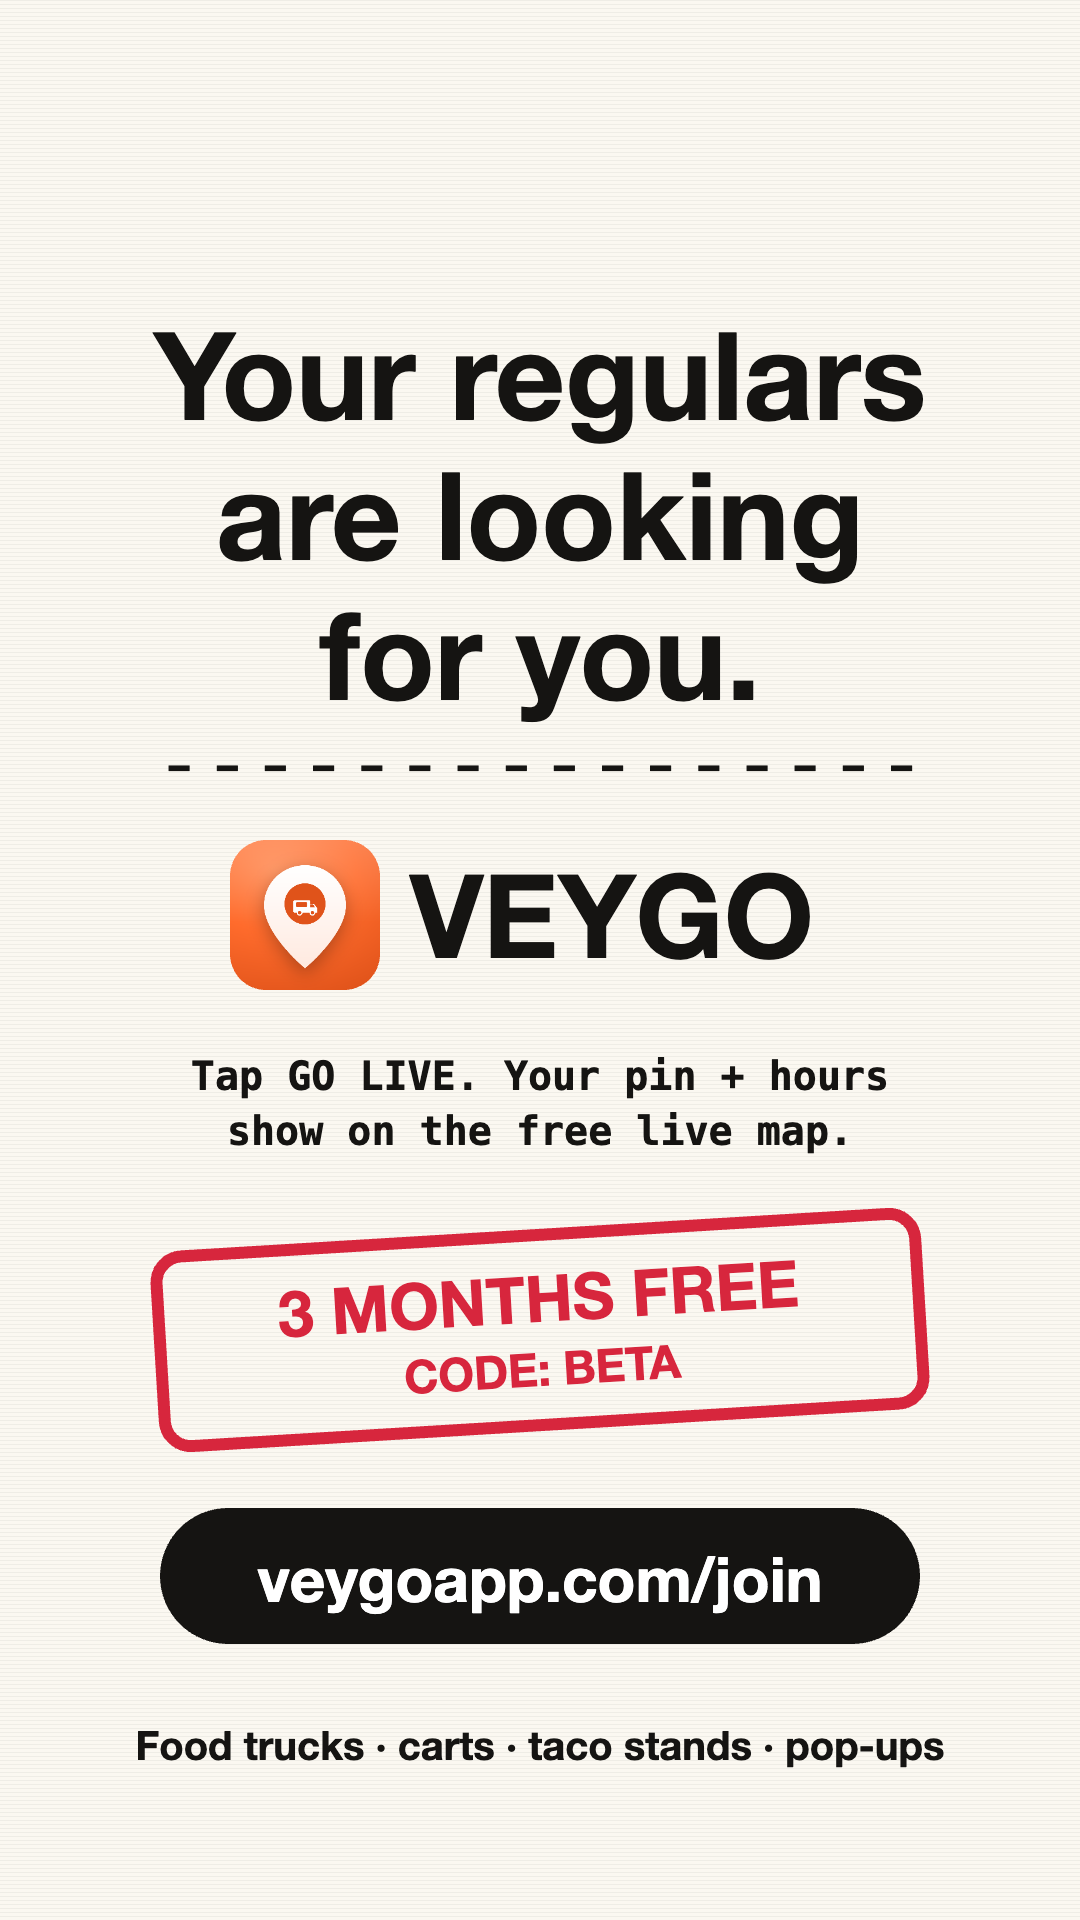 Your regulars
are looking
for you.
VEYGO
Tap GO LIVE. Your pin + hours
show on the free live map.
3 MONTHS FREE
CODE: BETA
veygoapp.com/join
Food trucks · carts · taco stands · pop-ups